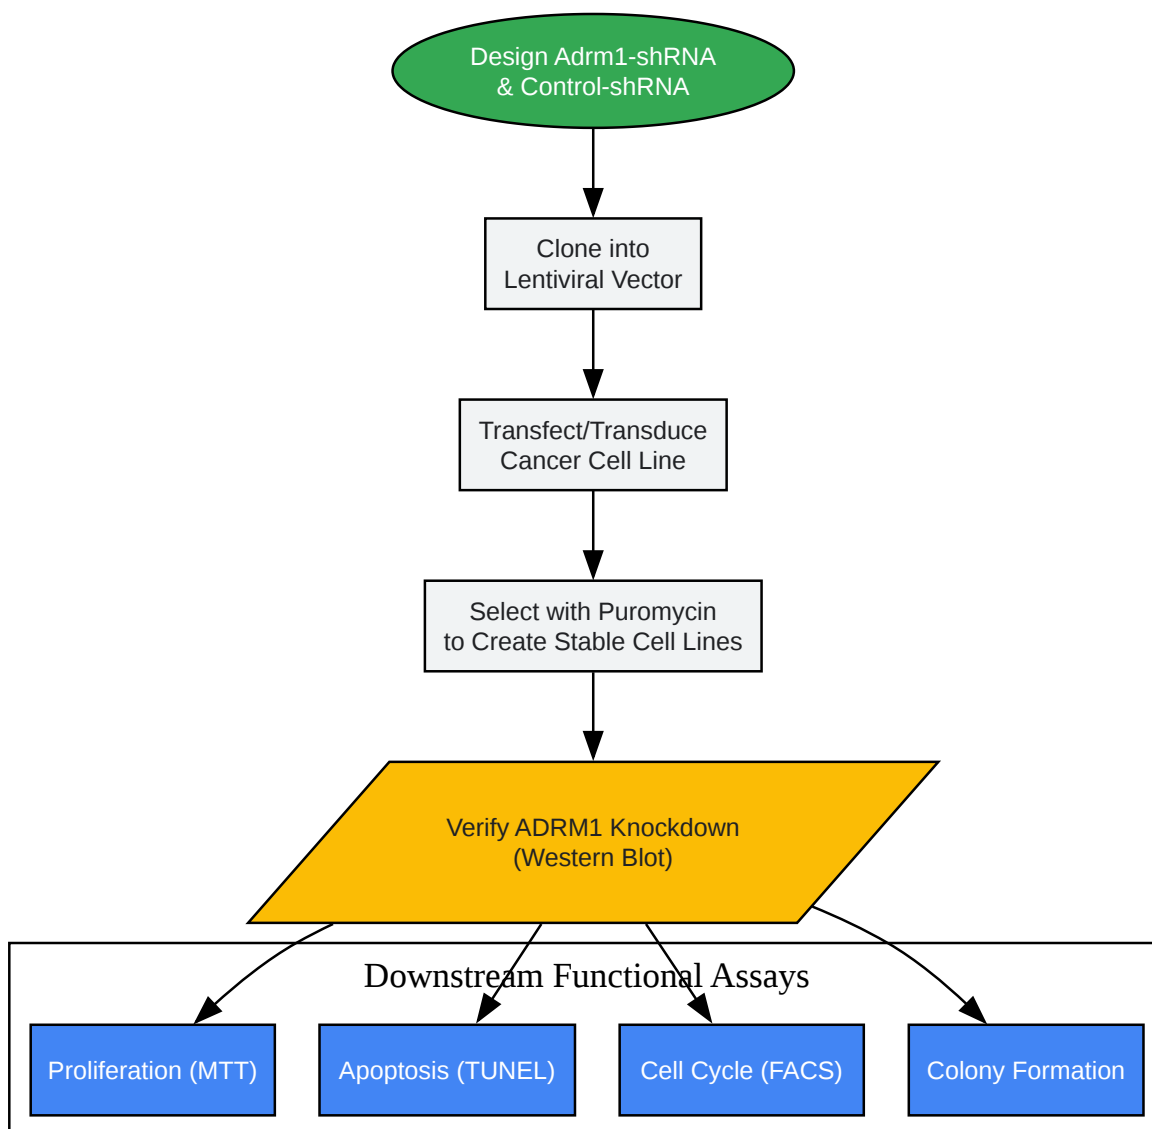 Design Adrm1-shRNA
& Control-shRNA
Clone into
Lentiviral Vector
Transfect/Transduce
Cancer Cell Line
Select with Puromycin
to Create Stable Cell Lines
Verify ADRM1 Knockdown
(Western Blot)
Downstream Functional Assays
Proliferation (MTT)
Apoptosis (TUNEL)
Cell Cycle (FACS)
Colony Formation